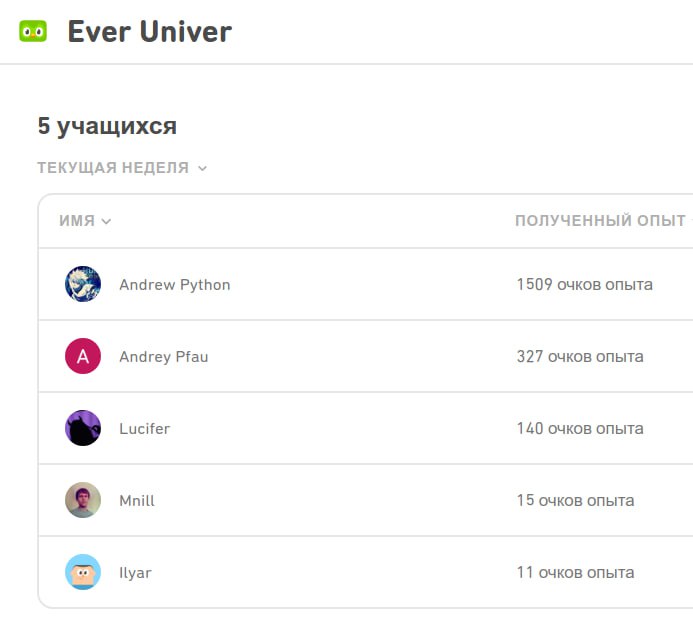 Ever Univer
5 учащихся
ТЕКУЩАЯ НЕДЕЛЯ
ИМЯ ПОЛУЧЕННЫЙ ОПЫТ
Andrew Python 1509 очков опыта
A Andrey Pfau 327 очков опыта
Lucifer 140 очков опыта
Mnill 15 очков опыта
Ilyar 11 очков опыта